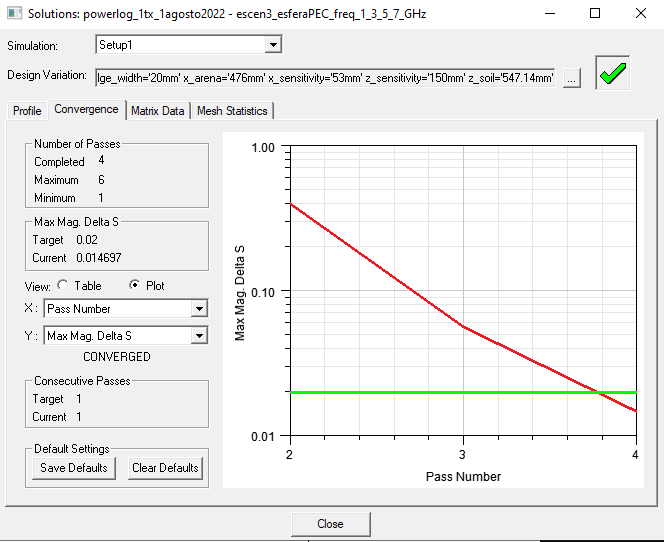 Solutions: powerlog_1tx_1agosto2022 - escen3_esferaPEC_freq_1_3_5_7_GHz
Simulation: Setup1
Design Variation: lge_width='20mm' x_arena='476mm' x_sensitivity='53mm' z_sensitivity='150mm' z_soil='547.14mm' ...
Profile Convergence Matrix Data Mesh Statistics
Number of Passes
Completed 4
Maximum 6
Minimum 1
Max Mag. Delta S
Target 0.02
Current 0.014697
View: Table Plot
X : Pass Number
Y : Max Mag. Delta S
CONVERGED
Consecutive Passes
Target 1
Current 1
Default Settings
Save Defaults Clear Defaults
1.00
0.10
0.01
Max Mag. Delta S
2 3 4
Pass Number
Close